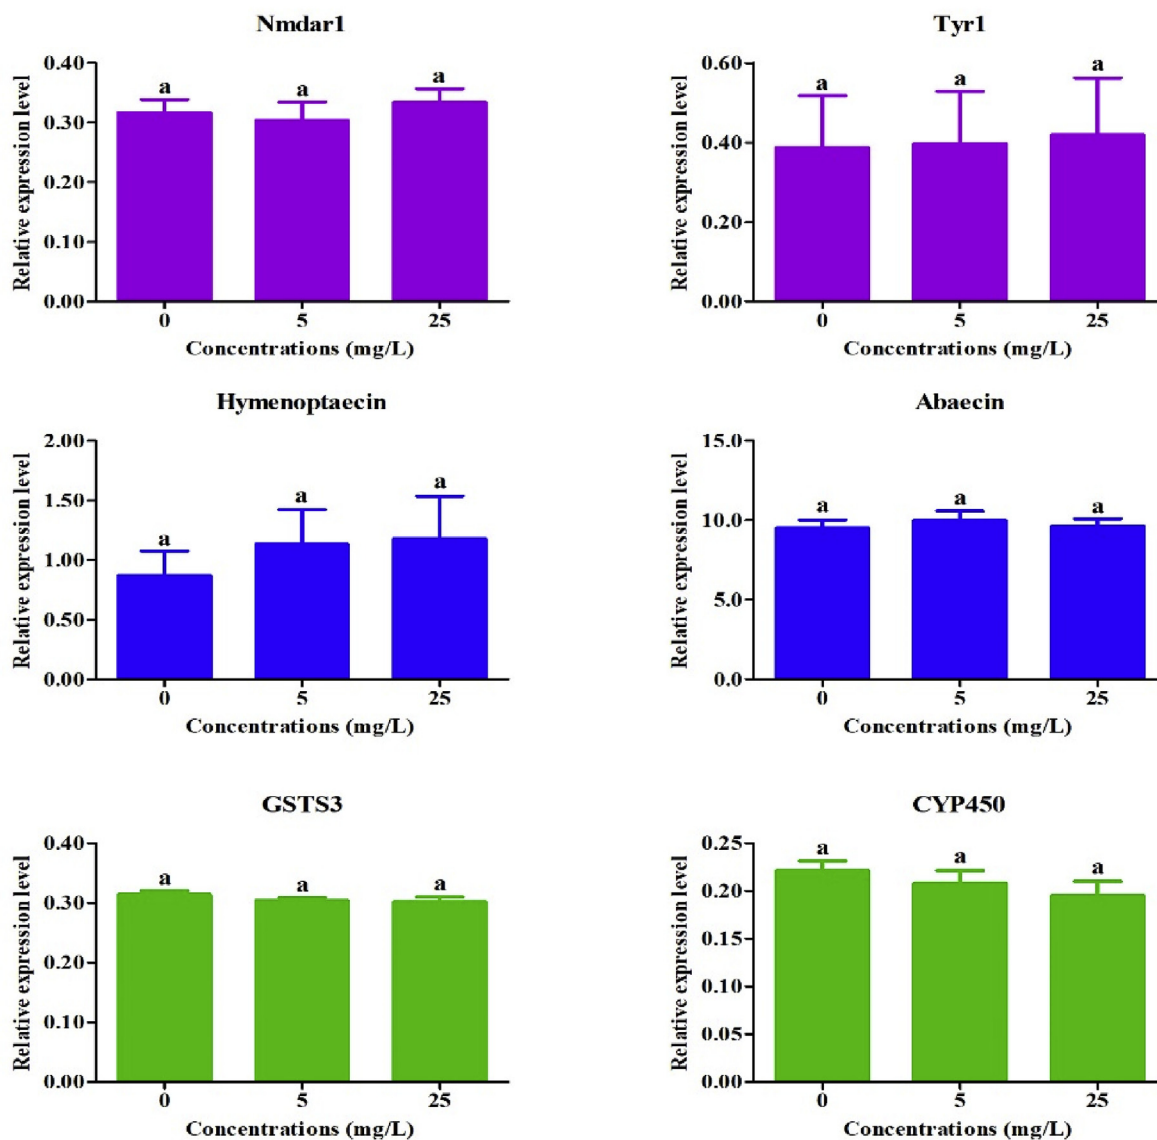 Nmdar1
Relative expression level
0.40
0.30
0.20
0.10
0.00
a
a
a
0
5
25
Concentrations (mg/L)
Tyr1
Relative expression level
0.60
0.40
0.20
0.00
a
a
a
0
5
25
Concentrations (mg/L)
Hymenoptaecin
Relative expression level
2.00
1.50
1.00
0.50
0.00
a
a
a
0
5
25
Concentrations (mg/L)
Abaecin
Relative expression level
15.0
10.0
5.0
0.0
a
a
a
0
5
25
Concentrations (mg/L)
GSTS3
Relative expression level
0.40
0.30
0.20
0.10
0.00
a
a
a
0
5
25
Concentrations (mg/L)
CYP450
Relative expression level
0.25
0.20
0.15
0.10
0.05
0.00
a
a
a
0
5
25
Concentrations (mg/L)